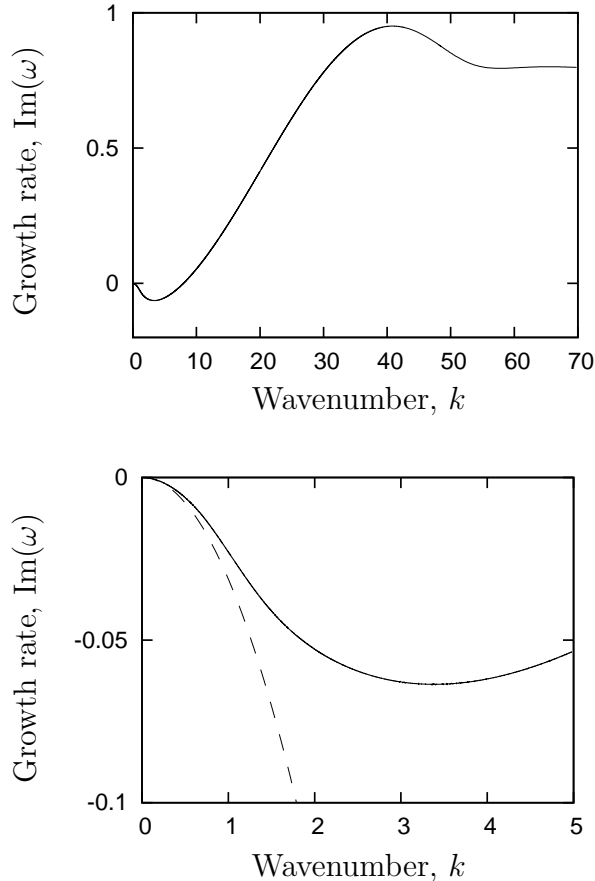 1
0.5
0
0 10 20 30 40 50 60 70
Growth rate, Im(ω)
Wavenumber, k
0
-0.05
-0.1
0 1 2 3 4 5
Growth rate, Im(ω)
Wavenumber, k